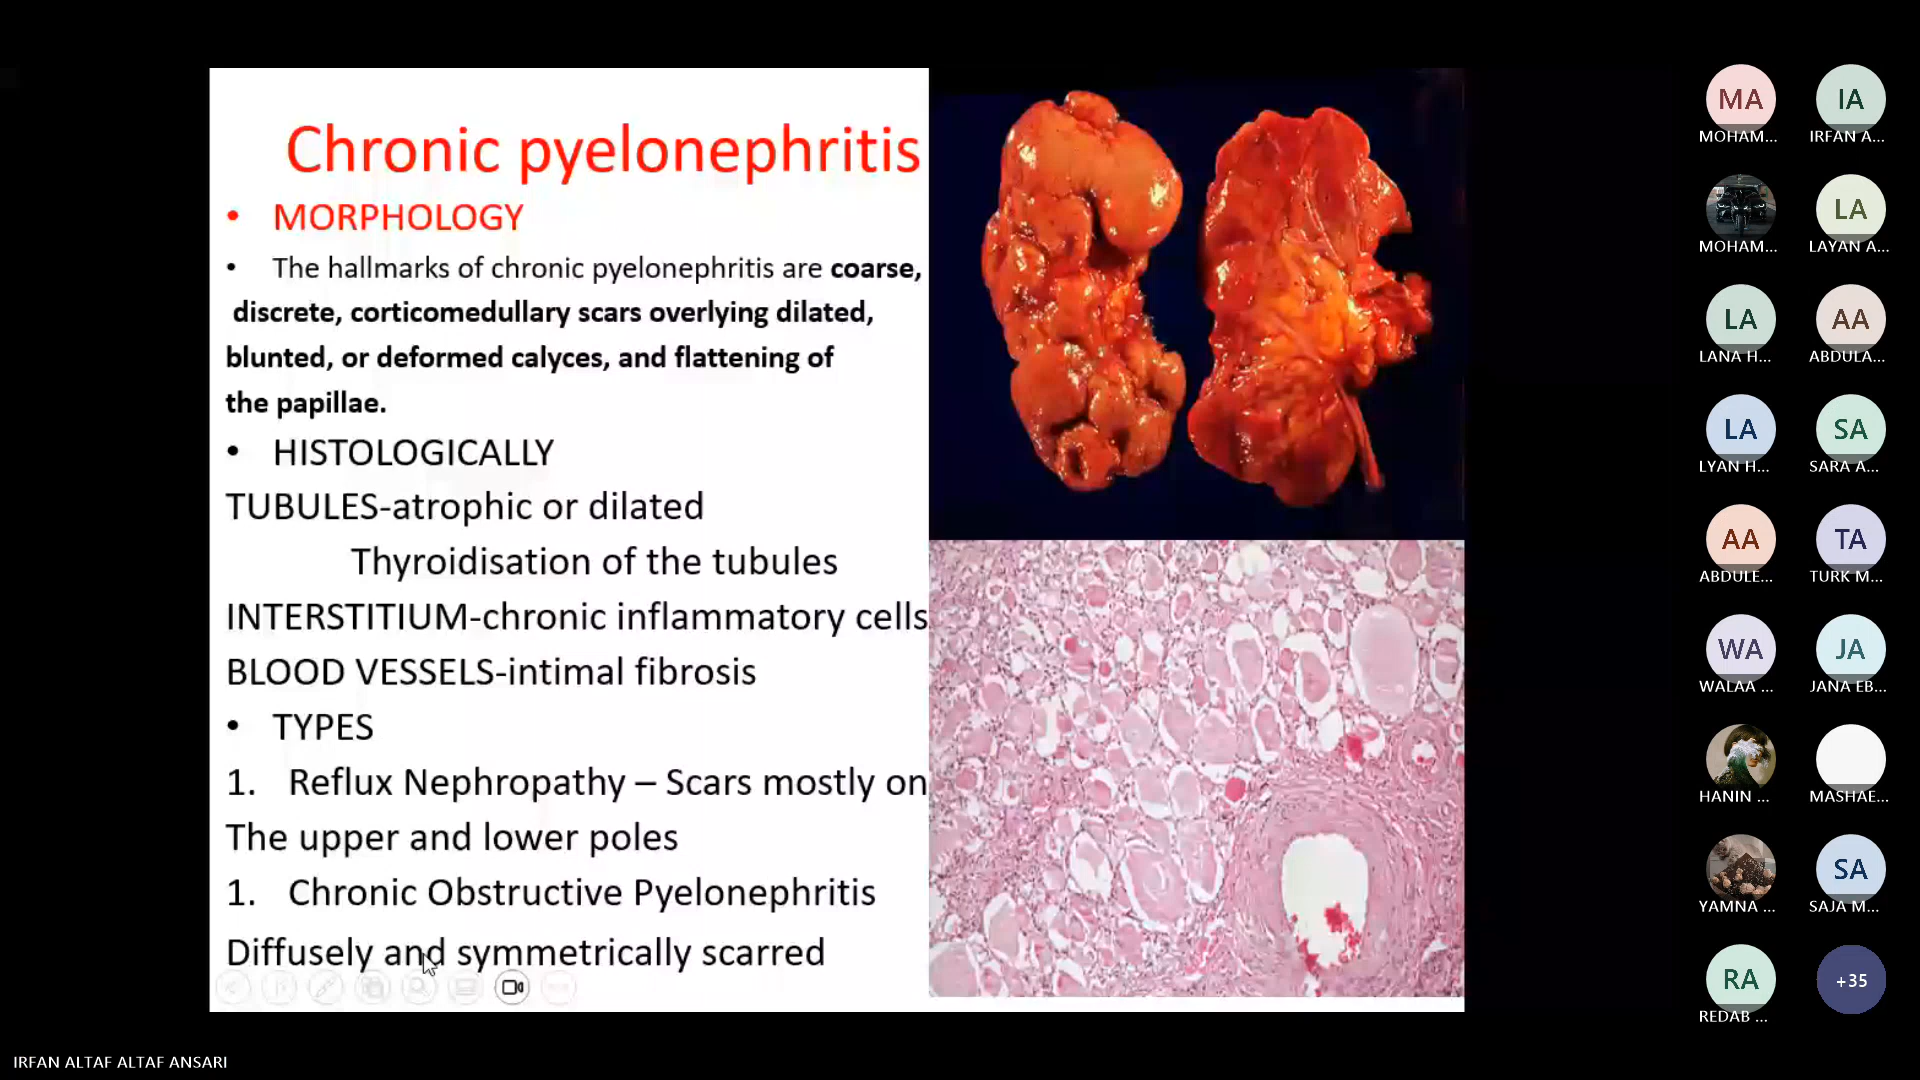 Chronic pyelonephritis
• MORPHOLOGY
• The hallmarks of chronic pyelonephritis are coarse,
discrete, corticomedullary scars overlying dilated,
blunted, or deformed calyces, and flattening of
the papillae.
• HISTOLOGICALLY
TUBULES-atrophic or dilated
Thyroidisation of the tubules
INTERSTITIUM-chronic inflammatory cells
BLOOD VESSELS-intimal fibrosis
• TYPES
1. Reflux Nephropathy – Scars mostly on
The upper and lower poles
1. Chronic Obstructive Pyelonephritis
Diffusely and symmetrically scarred
MA IA
MOHAM... IRFAN A...
LA
MOHAM... LAYAN A...
LA AA
LANA H... ABDULA...
LA SA
LYAN H... SARA A...
AA TA
ABDULE... TURK M...
WA JA
WALAA ... JANA EB...
HANIN ... MASHAE...
SA
YAMNA ... SAJA M...
RA +35
REDAB ...
IRFAN ALTAF ALTAF ANSARI